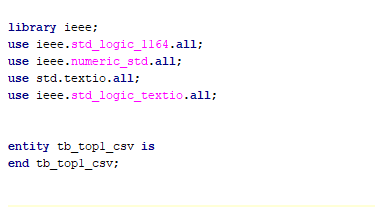 library ieee;
use ieee.std_logic_1164.all;
use ieee.numeric_std.all;
use std.textio.all;
use ieee.std_logic_textio.all;
entity tb_top1_csv is
end tb_top1_csv;